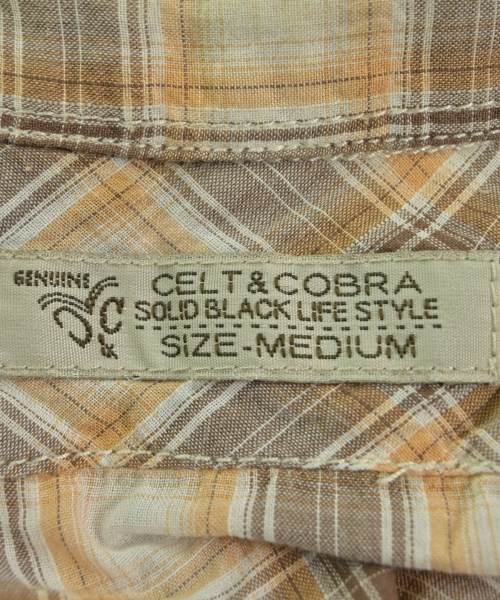 GENUINE
CELT & COBRA
SOLID BLACK LIFE STYLE
SIZE-MEDIUM